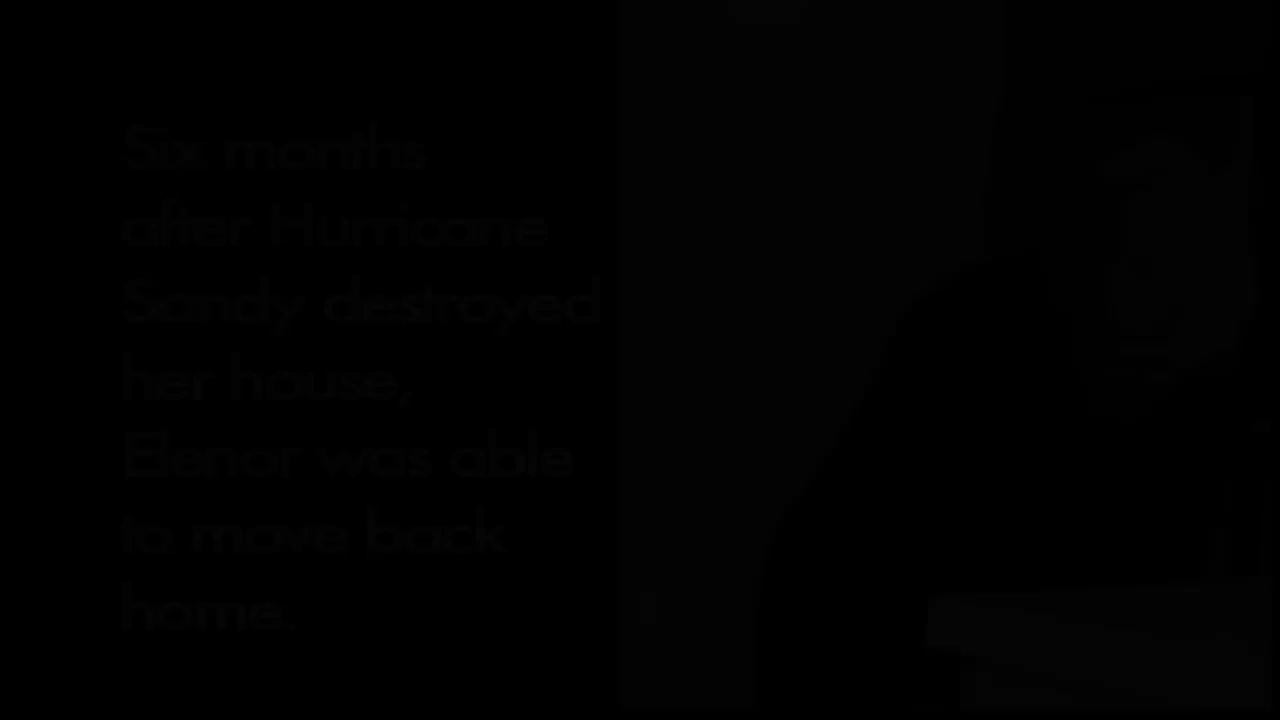 Six months
after Hurricane
Sandy destroyed
her house,
Elenor was able
to move back
home.